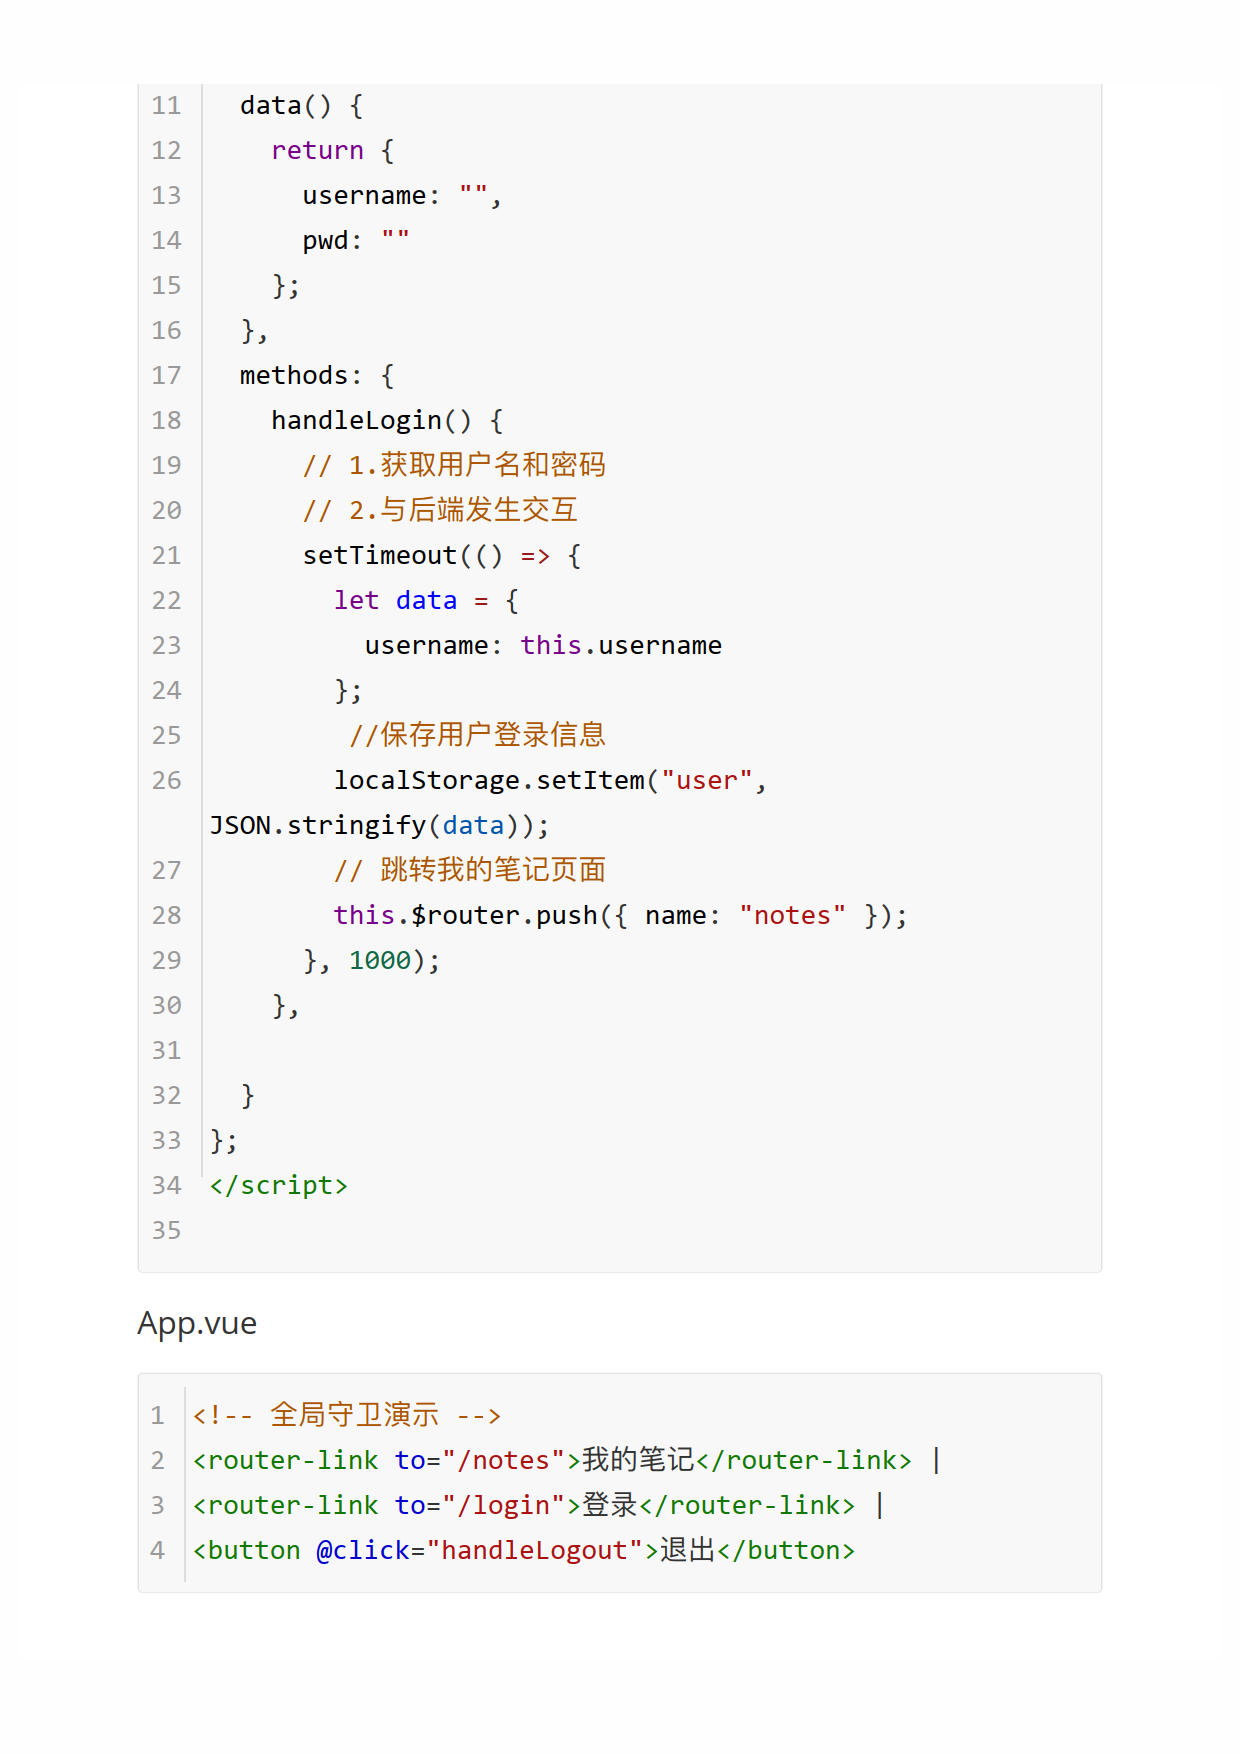 11   data() {
12     return {
13       username: "",
14       pwd: ""
15     };
16   },
17   methods: {
18     handleLogin() {
19       // 1.获取用户名和密码
20       // 2.与后端发生交互
21       setTimeout(() => {
22         let data = {
23           username: this.username
24         };
25          //保存用户登录信息
26         localStorage.setItem("user",
JSON.stringify(data));
27         // 跳转我的笔记页面
28         this.$router.push({ name: "notes" });
29       }, 1000);
30     },
31
32   }
33 };
34 </script>
35
App.vue
1 <!-- 全局守卫演示 -->
2 <router-link to="/notes">我的笔记</router-link> |
3 <router-link to="/login">登录</router-link> |
4 <button @click="handleLogout">退出</button>